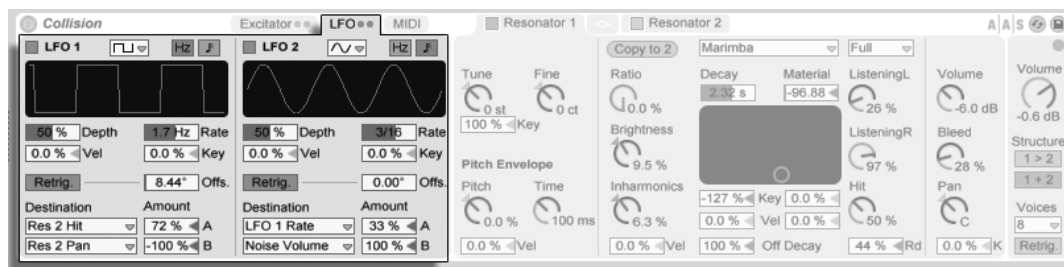 Collision Excitator LFO MIDI Resonator 1 Resonator 2 A|A|S
LFO 1 Hz LFO 2 Hz Copy to 2 Marimba Full
Tune Fine Ratio Decay Material ListeningL Volume Volume
0 st 0 ct 0.0 % 2.32 s -96.88 26 % -6.0 dB -0.6 dB
50 % Depth 1.7 Hz Rate 50 % Depth 3/16 Rate 100 % Key Brightness ListeningR Bleed Structure
0.0 % Vel 0.0 % Key 0.0 % Vel 0.0 % Key Pitch Envelope 9.5 % 97 % 28 % 1 > 2
Retrig. 8.44° Offs. Retrig. 0.00° Offs. Pitch Time Inharmonics Hit Pan 1 + 2
Destination Amount Destination Amount 0.0 % 100 ms 6.3 % -127 % Key 0.0 % 50 % C Voices
Res 2 Hit 72 % A LFO 1 Rate 33 % A 0.0 % Vel 0.0 % 8
Res 2 Pan -100 % B Noise Volume 100 % B 0.0 % Vel 0.0 % Vel 100 % Off Decay 44 % Rd 0.0 % K Retrig.